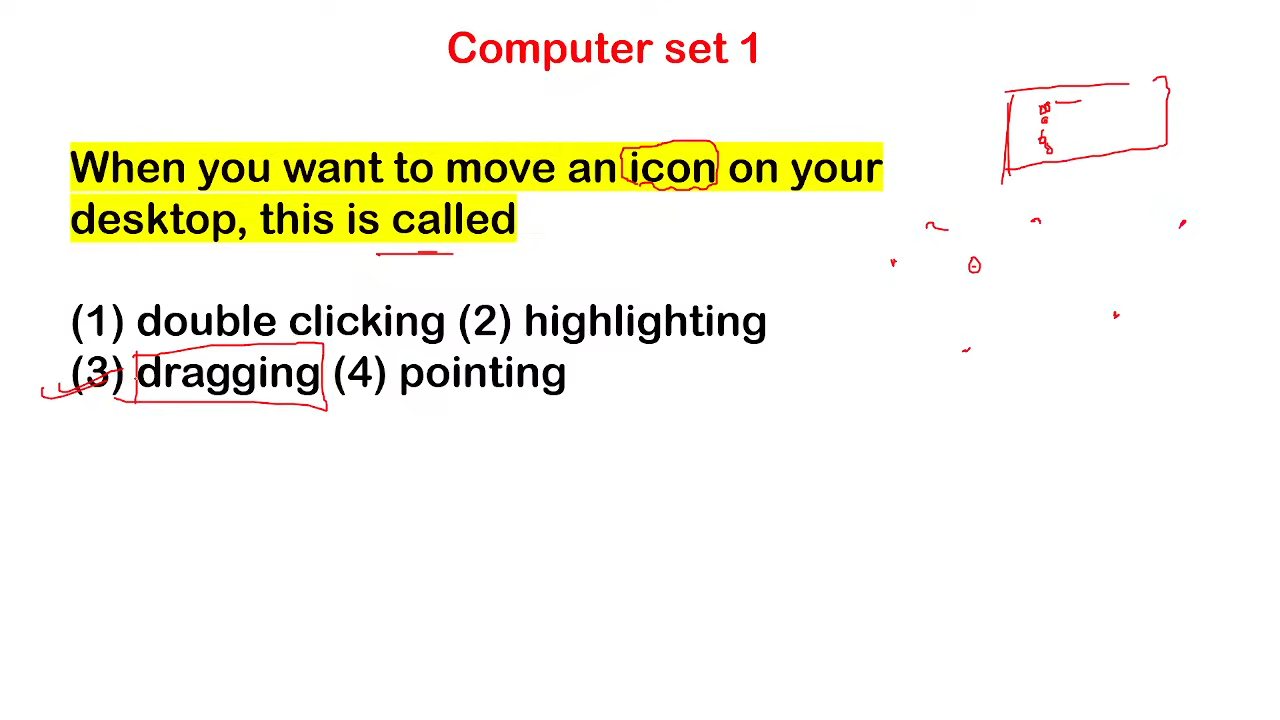 Computer set 1
When you want to move an icon on your
desktop, this is called
(1) double clicking (2) highlighting
(3) dragging (4) pointing